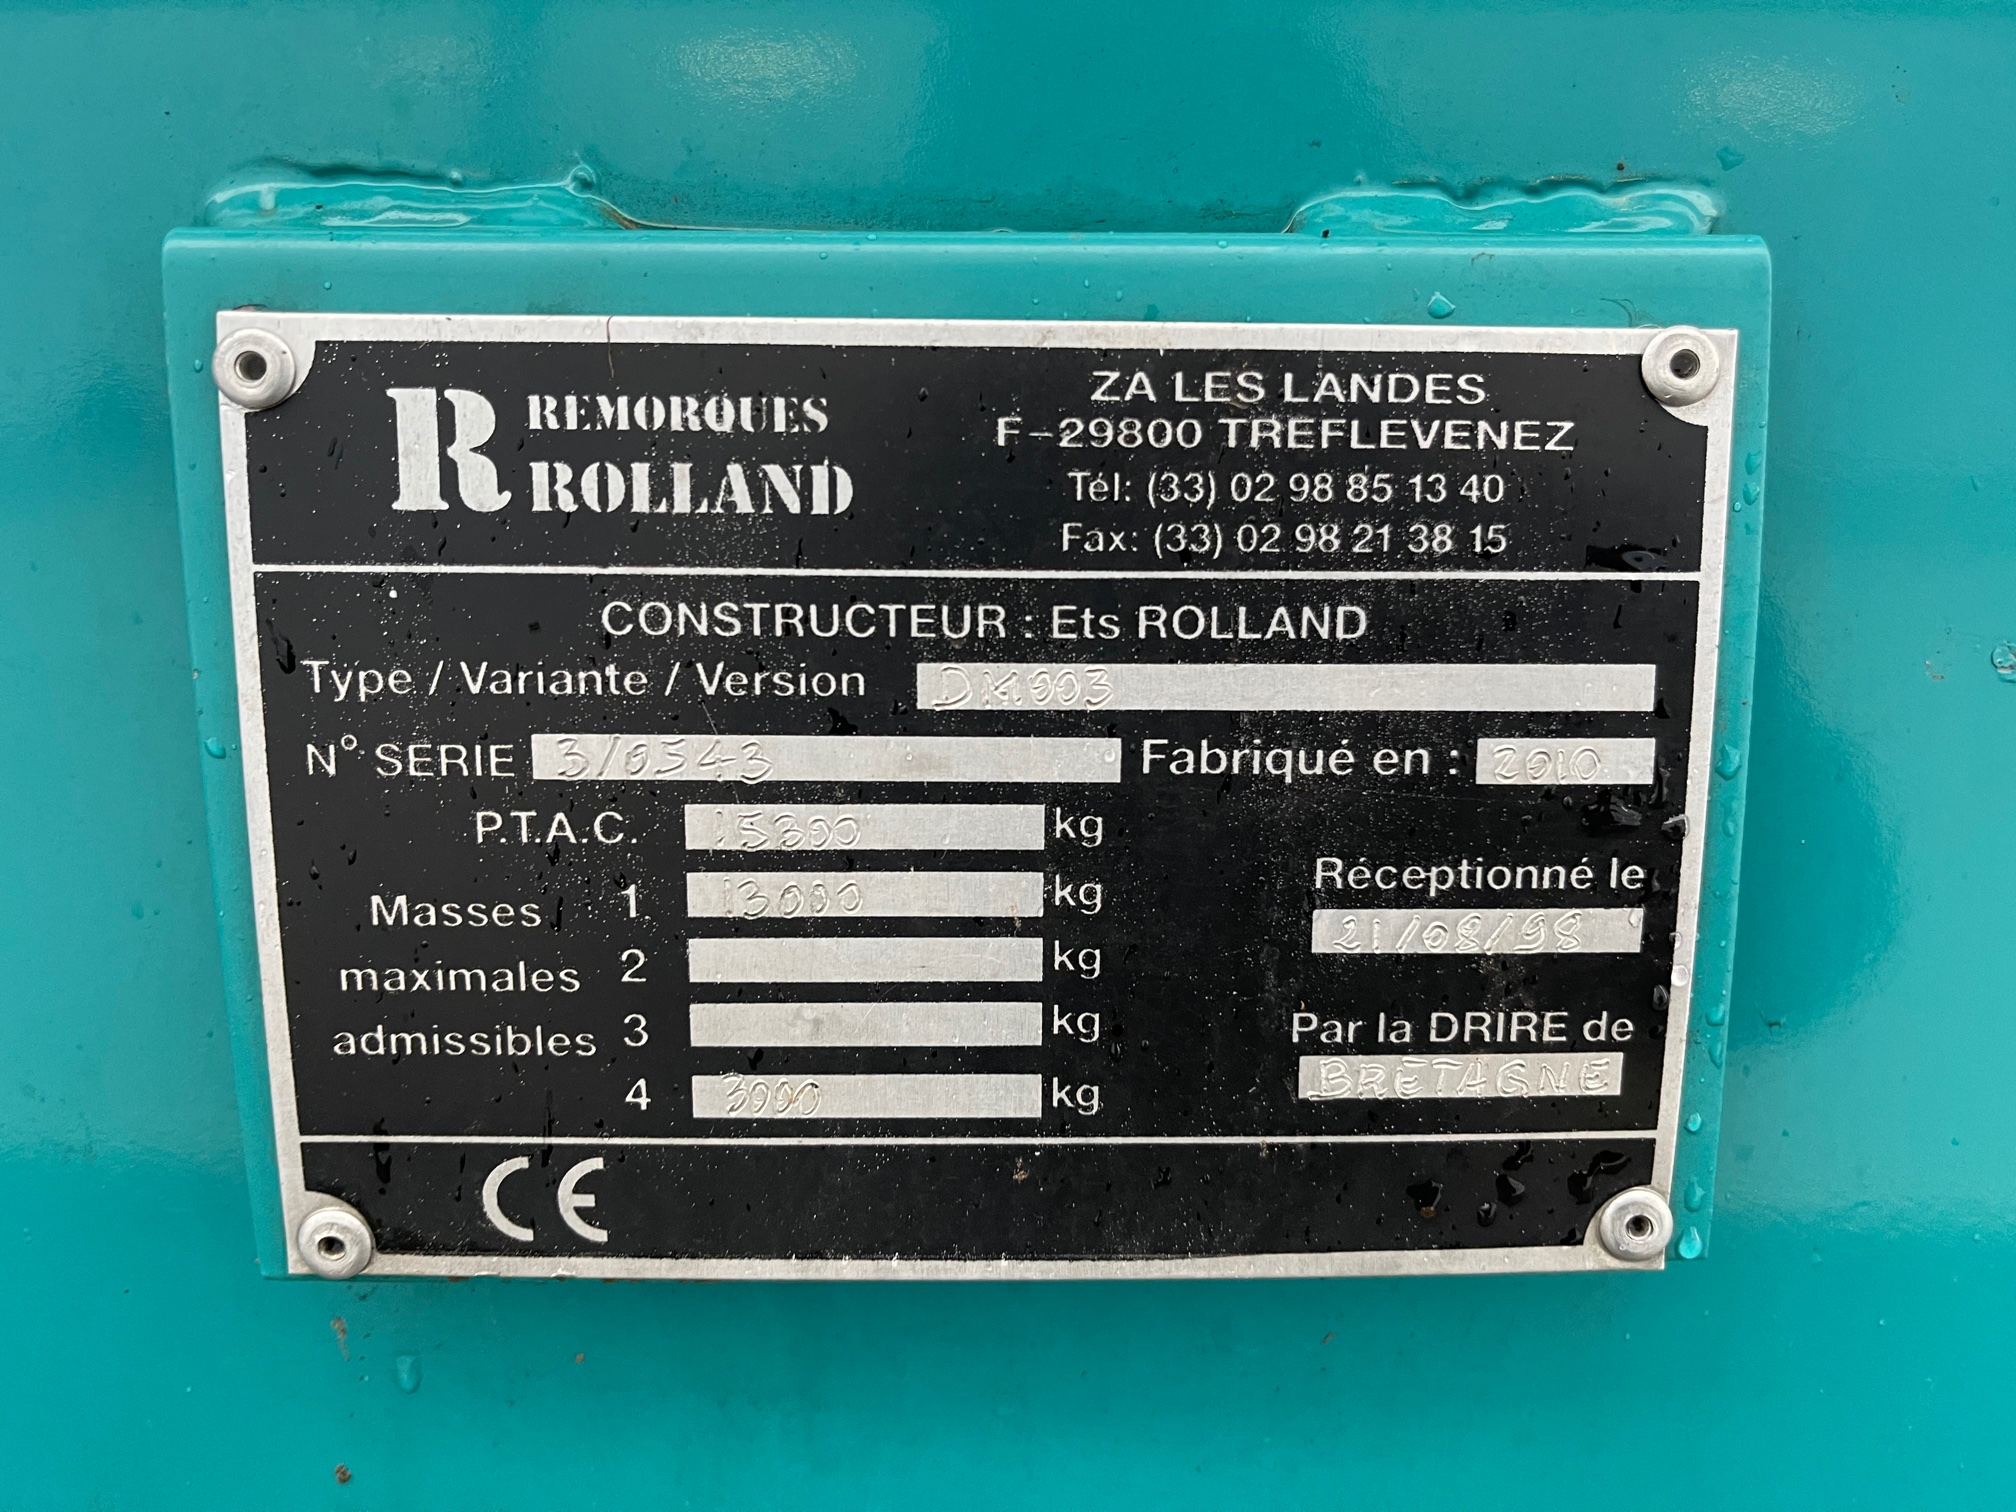 R REMORQUES
ROLLAND
ZA LES LANDES
F-29800 TREFLEVENEZ
Tél: (33) 02 98 85 13 40
Fax: (33) 02 98 21 38 15
CONSTRUCTEUR : Ets ROLLAND
Type / Variante / Version DM003
N° SERIE 3/0543 Fabriqué en : 2010
P.T.A.C. 15300 kg
Masses maximales admissibles
1 13000 kg
2 kg
3 kg
4 3000 kg
Réceptionné le
21/08/98
Par la DRIRE de
BRETAGNE
CE